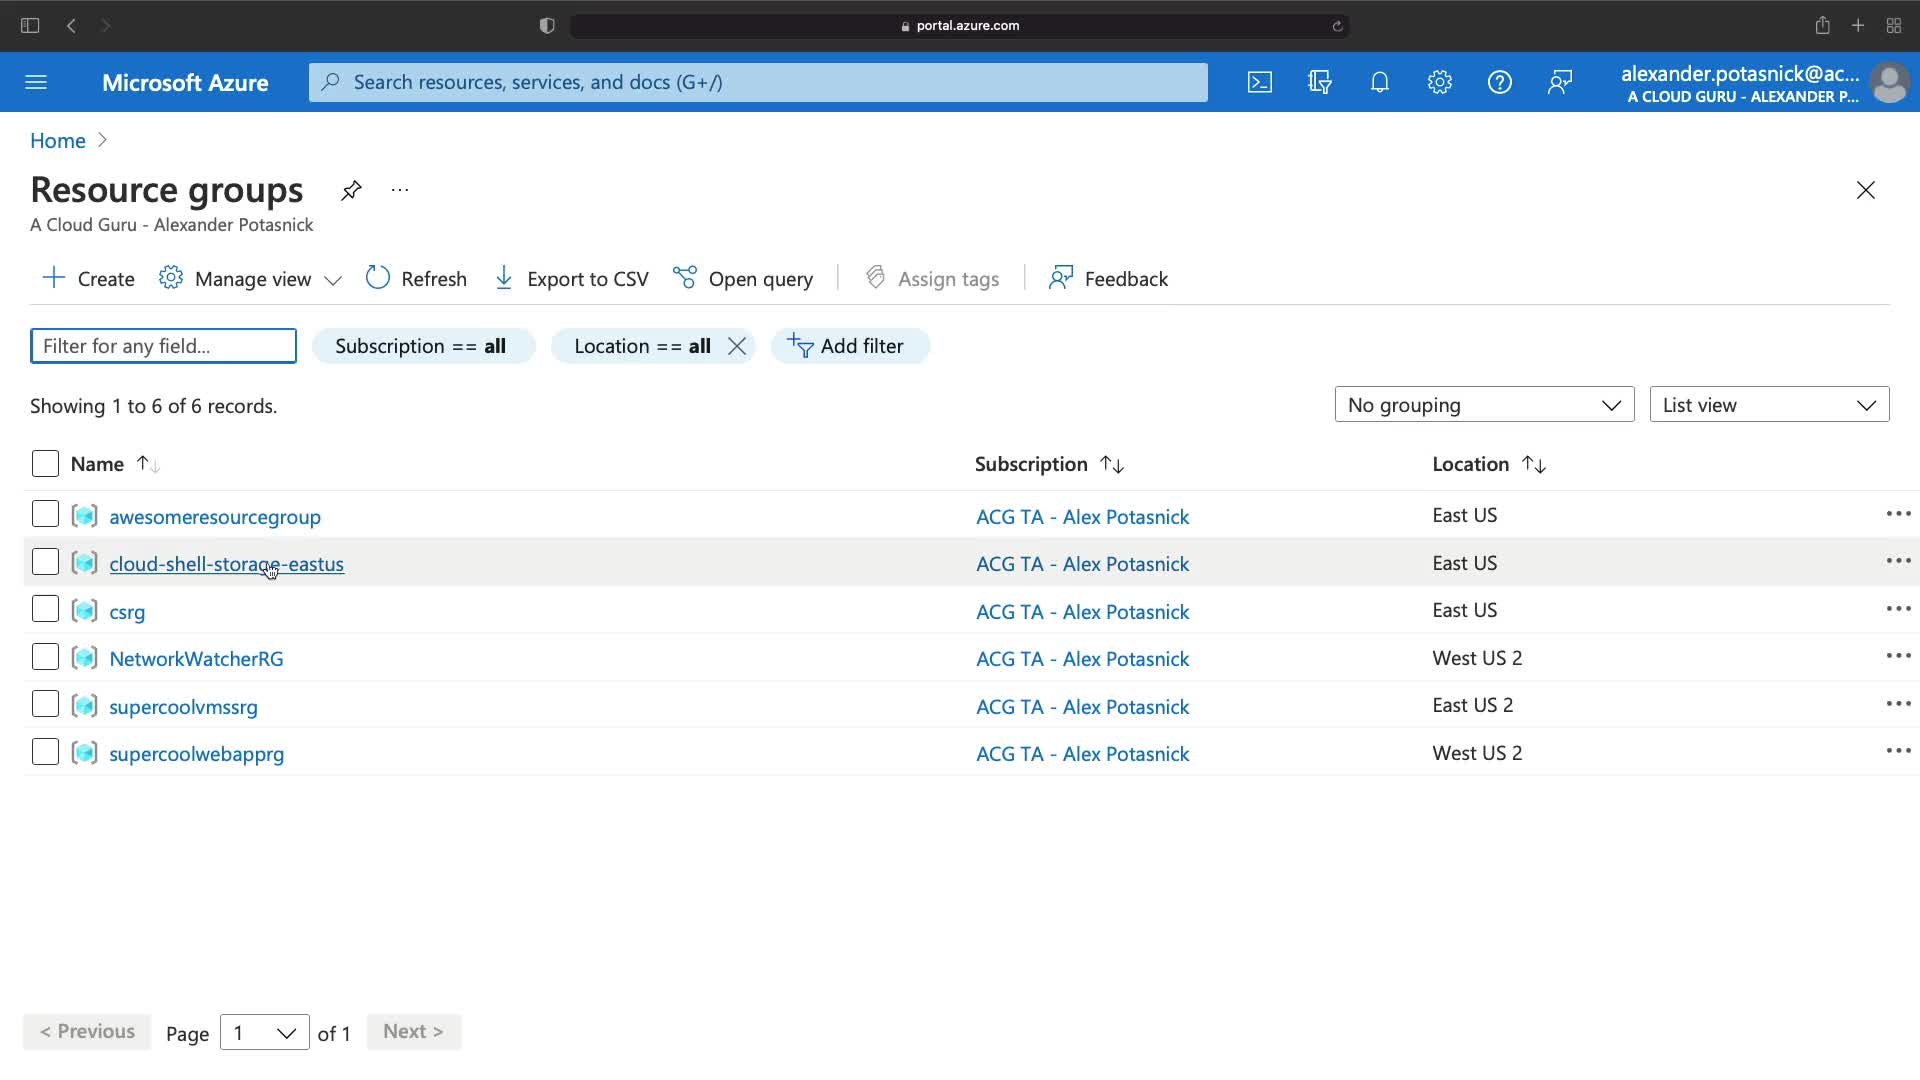 portal.azure.com
Microsoft Azure
Search resources, services, and docs (G+/)
alexander.potasnick@ac...
A CLOUD GURU - ALEXANDER P...
Home
Resource groups
A Cloud Guru - Alexander Potasnick
Create
Manage view
Refresh
Export to CSV
Open query
Assign tags
Feedback
Filter for any field...
Subscription == all
Location == all
Add filter
Showing 1 to 6 of 6 records.
No grouping
List view
Name
Subscription
Location
awesomeresourcegroup ACG TA - Alex Potasnick East US
cloud-shell-storage-eastus ACG TA - Alex Potasnick East US
csrg ACG TA - Alex Potasnick East US
NetworkWatcherRG ACG TA - Alex Potasnick West US 2
supercoolvmssrg ACG TA - Alex Potasnick East US 2
supercoolwebapprg ACG TA - Alex Potasnick West US 2
< Previous Page 1 of 1 Next >